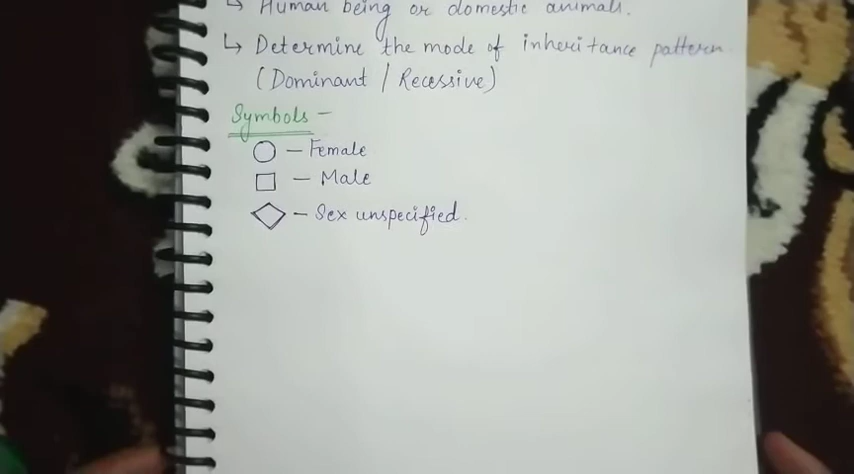 ↳ Human being or domestic animals.
↳ Determine the mode of inheritance pattern
(Dominant / Recessive)
Symbols -
○ - Female
□ - Male
◇ - Sex unspecified.